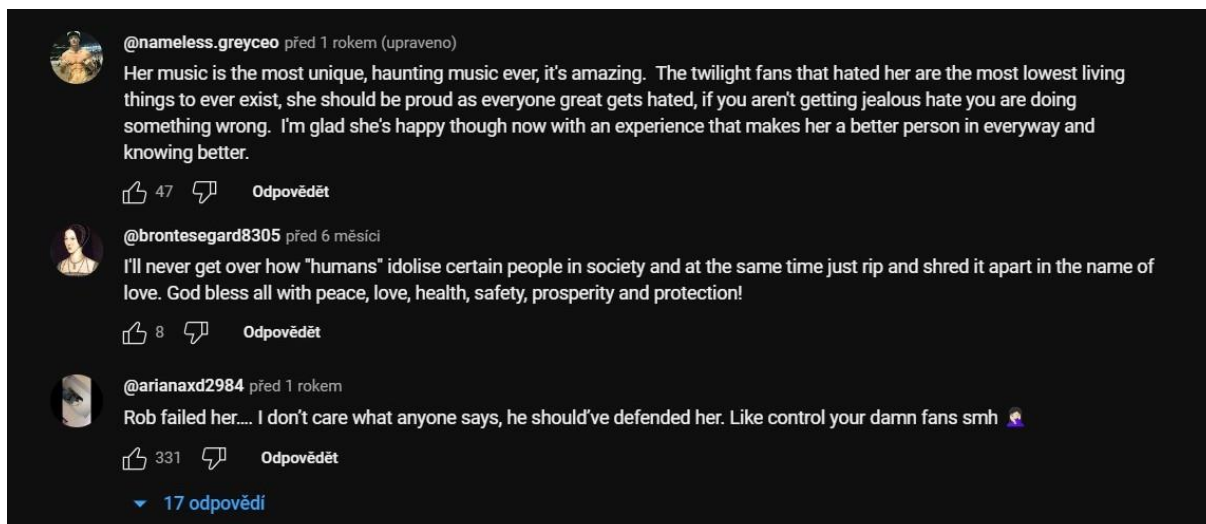 @nameless.greyceo před 1 rokem (upraveno)
Her music is the most unique, haunting music ever, it's amazing.  The twilight fans that hated her are the most lowest living
things to ever exist, she should be proud as everyone great gets hated, if you aren't getting jealous hate you are doing
something wrong.  I'm glad she's happy though now with an experience that makes her a better person in everyway and
knowing better.
47 Odpovědět
@brontesegard8305 před 6 měsíci
I'll never get over how "humans" idolise certain people in society and at the same time just rip and shred it apart in the name of
love. God bless all with peace, love, health, safety, prosperity and protection!
8 Odpovědět
@arianaxd2984 před 1 rokem
Rob failed her.... I don't care what anyone says, he should've defended her. Like control your damn fans smh 🤦🏻‍♀️
331 Odpovědět
17 odpovědí